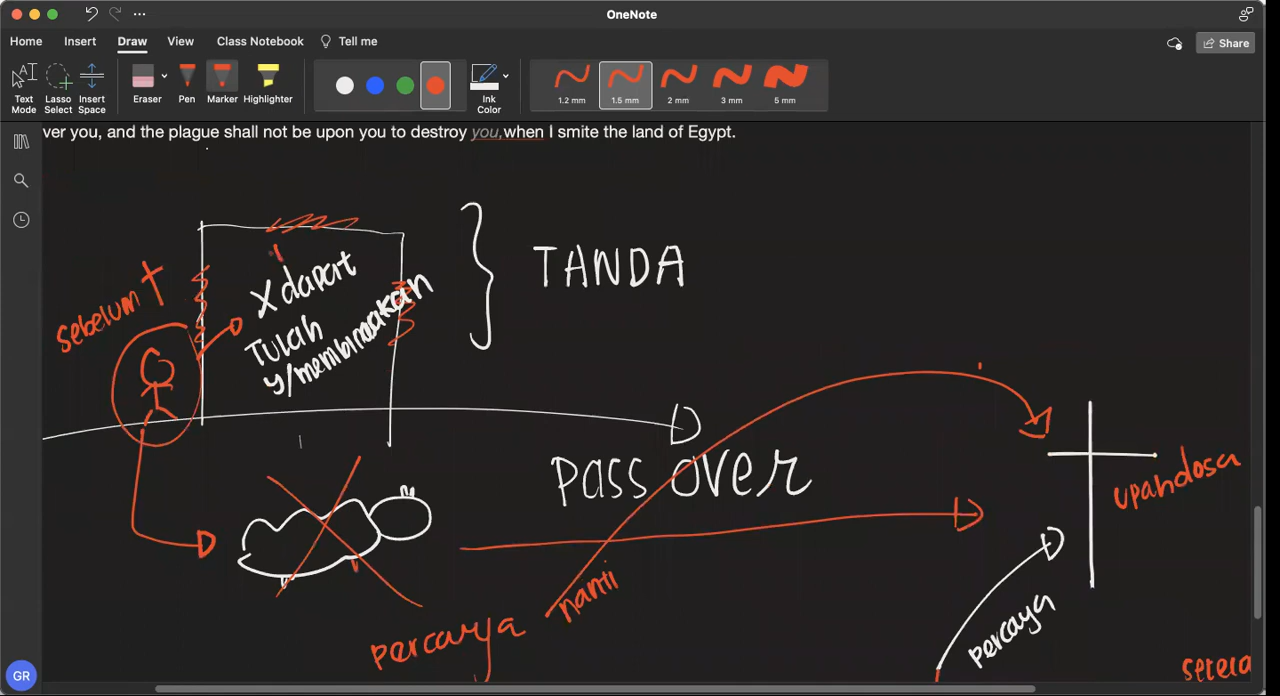 OneNote
Home Insert Draw View Class Notebook Tell me
Share
Text Mode
Lasso Select
Insert Space
Eraser
Pen
Marker
Highlighter
Ink Color
1.2 mm
1.5 mm
2 mm
3 mm
5 mm
ver you, and the plague shall not be upon you to destroy you,when I smite the land of Egypt.
sebelum
X dapat
TULAH
y/membinasakan
TANDA
pass over
upahdosa
percaya nanti
percaya
setela
GR